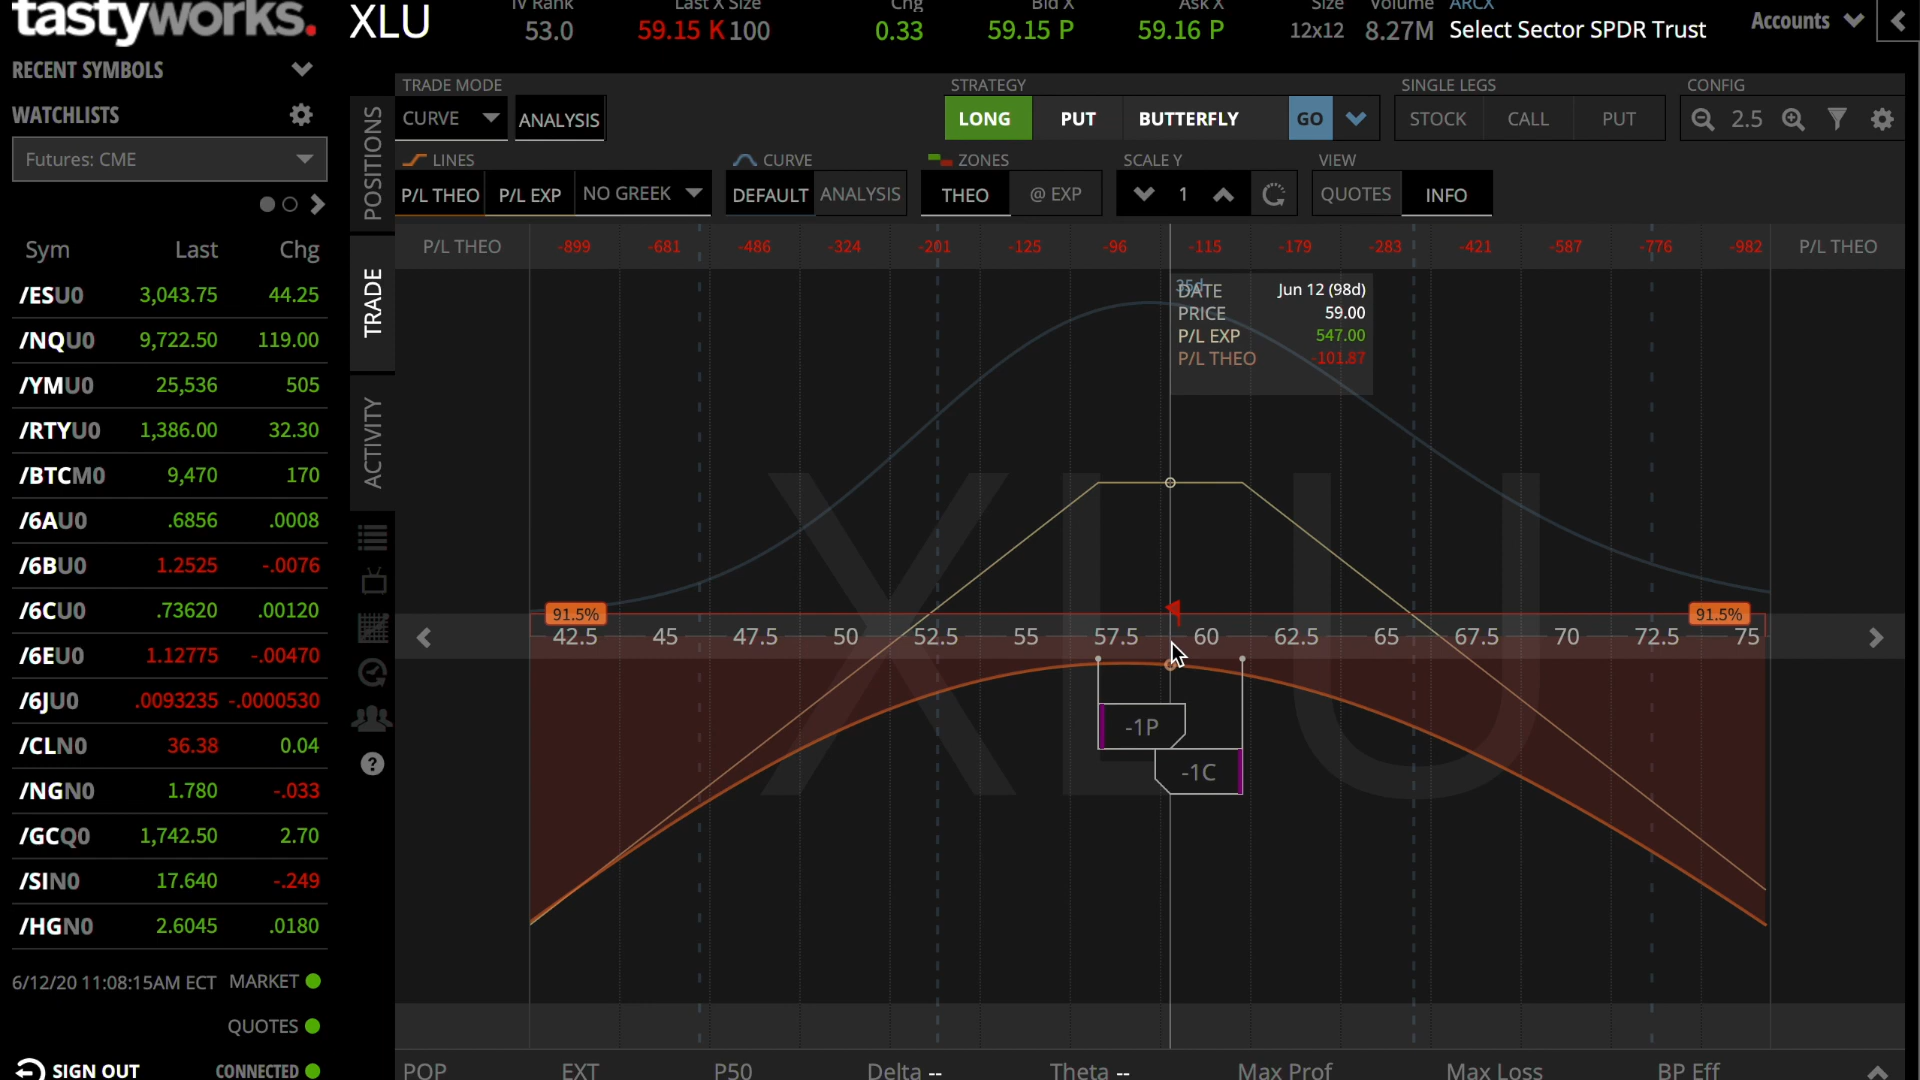 tastyworks.
XLU
IV Rank Last X Size Chg Bid X Ask X Size Volume ARCX
53.0 59.15 K 100 0.33 59.15 P 59.16 P 12x12 8.27M Select Sector SPDR Trust
Accounts
RECENT SYMBOLS
WATCHLISTS
Futures: CME
Sym Last Chg
/ESU0 3,043.75 44.25
/NQU0 9,722.50 119.00
/YMU0 25,536 505
/RTYU0 1,386.00 32.30
/BTCM0 9,470 170
/6AU0 .6856 .0008
/6BU0 1.2525 -.0076
/6CU0 .73620 .00120
/6EU0 1.12775 -.00470
/6JU0 .0093235 -.0000530
/CLN0 36.38 0.04
/NGN0 1.780 -.033
/GCQ0 1,742.50 2.70
/SIN0 17.640 -.249
/HGN0 2.6045 .0180
6/12/20 11:08:15AM ECT MARKET
QUOTES
SIGN OUT CONNECTED
POSITIONS
TRADE
ACTIVITY
?
TRADE MODE STRATEGY SINGLE LEGS CONFIG
CURVE ANALYSIS LONG PUT BUTTERFLY GO STOCK CALL PUT 2.5
LINES CURVE ZONES SCALE Y VIEW
P/L THEO P/L EXP NO GREEK DEFAULT ANALYSIS THEO @ EXP 1 QUOTES INFO
P/L THEO -899 -681 -486 -324 -201 -125 -96 -115 -179 -283 -421 -587 -776 -982 P/L THEO
35d
DATE Jun 12 (98d)
PRICE 59.00
P/L EXP 547.00
P/L THEO -101.87
XLU
91.5% 91.5%
42.5 45 47.5 50 52.5 55 57.5 60 62.5 65 67.5 70 72.5 75
-1P
-1C
POP EXT P50 Delta -- Theta -- Max Prof Max Loss BP Eff